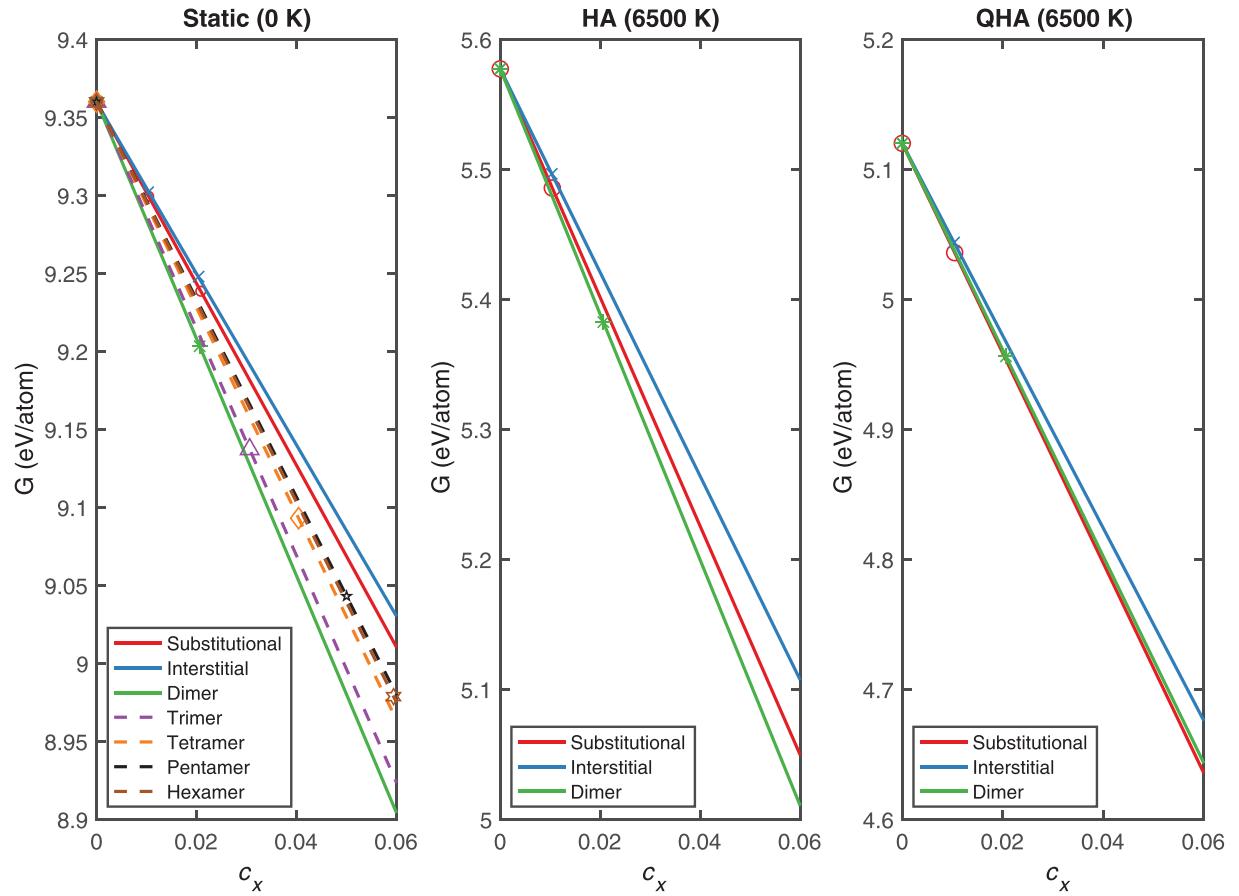 Static (0 K)
HA (6500 K)
QHA (6500 K)
9.4
9.35
9.3
9.25
9.2
9.15
9.1
9.05
9
8.95
8.9
G (eV/atom)
Substitutional
Interstitial
Dimer
Trimer
Tetramer
Pentamer
Hexamer
0
0.02
0.04
0.06
cx
5.6
5.5
5.4
5.3
5.2
5.1
5
G (eV/atom)
Substitutional
Interstitial
Dimer
0
0.02
0.04
0.06
cx
5.2
5.1
5
4.9
4.8
4.7
4.6
G (eV/atom)
Substitutional
Interstitial
Dimer
0
0.02
0.04
0.06
cx